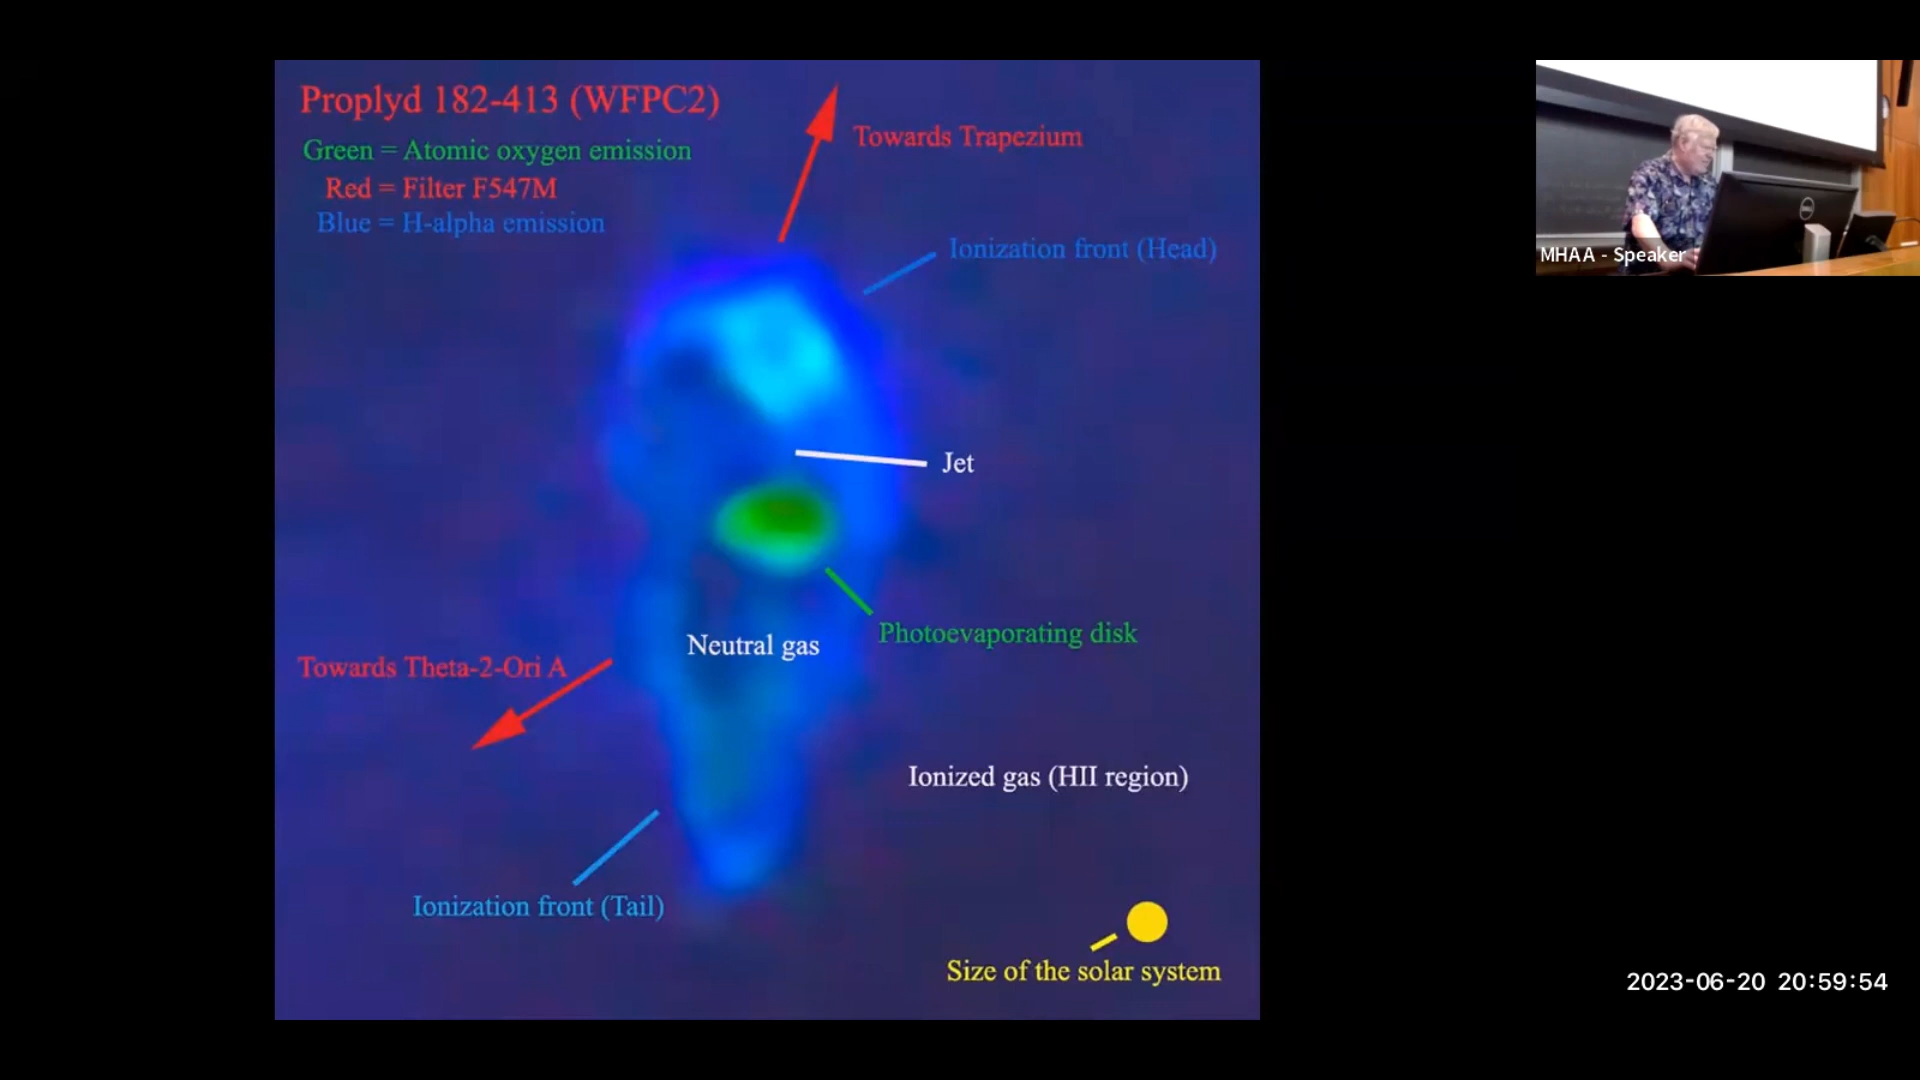 Proplyd 182-413 (WFPC2)
Green = Atomic oxygen emission
Red = Filter F547M
Blue = H-alpha emission
Towards Trapezium
Ionization front (Head)
Jet
Photoevaporating disk
Neutral gas
Towards Theta-2-Ori A
Ionized gas (HII region)
Ionization front (Tail)
Size of the solar system
MHAA - Speaker
DELL
2023-06-20 20:59:54